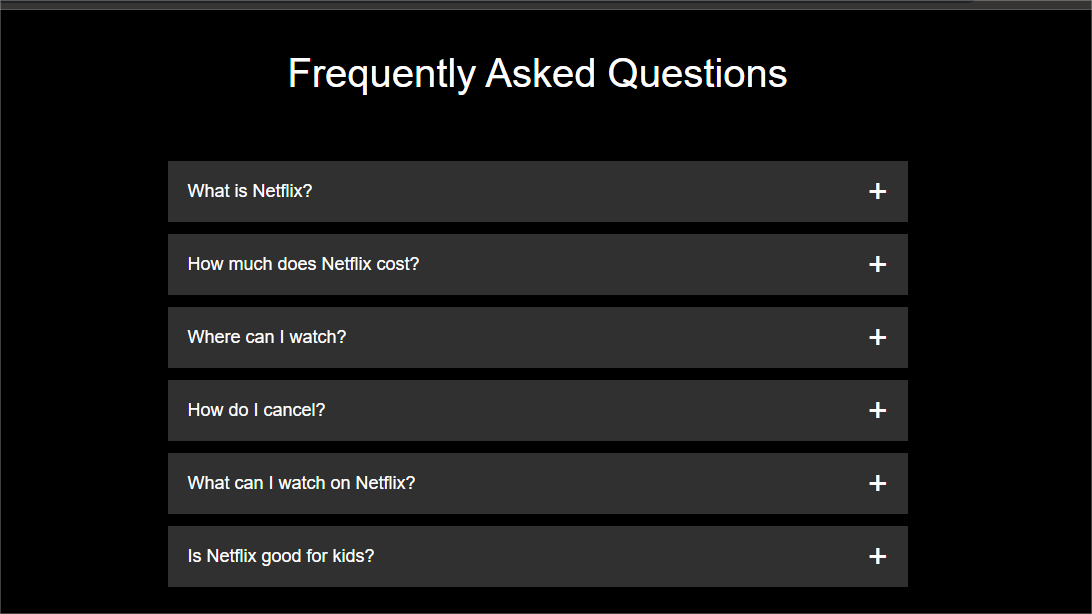 Frequently Asked Questions
What is Netflix?
How much does Netflix cost?
Where can I watch?
How do I cancel?
What can I watch on Netflix?
Is Netflix good for kids?